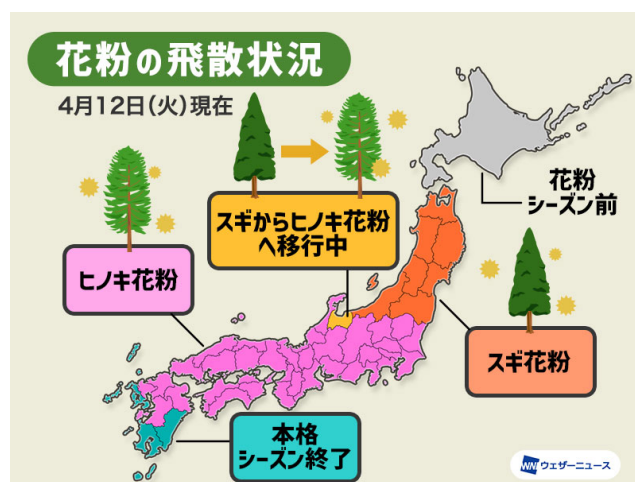 花粉の飛散状況
4月12日(火)現在
スギからヒノキ花粉
へ移行中
花粉
シーズン前
ヒノキ花粉
スギ花粉
本格
シーズン終了
WNI ウェザーニュース